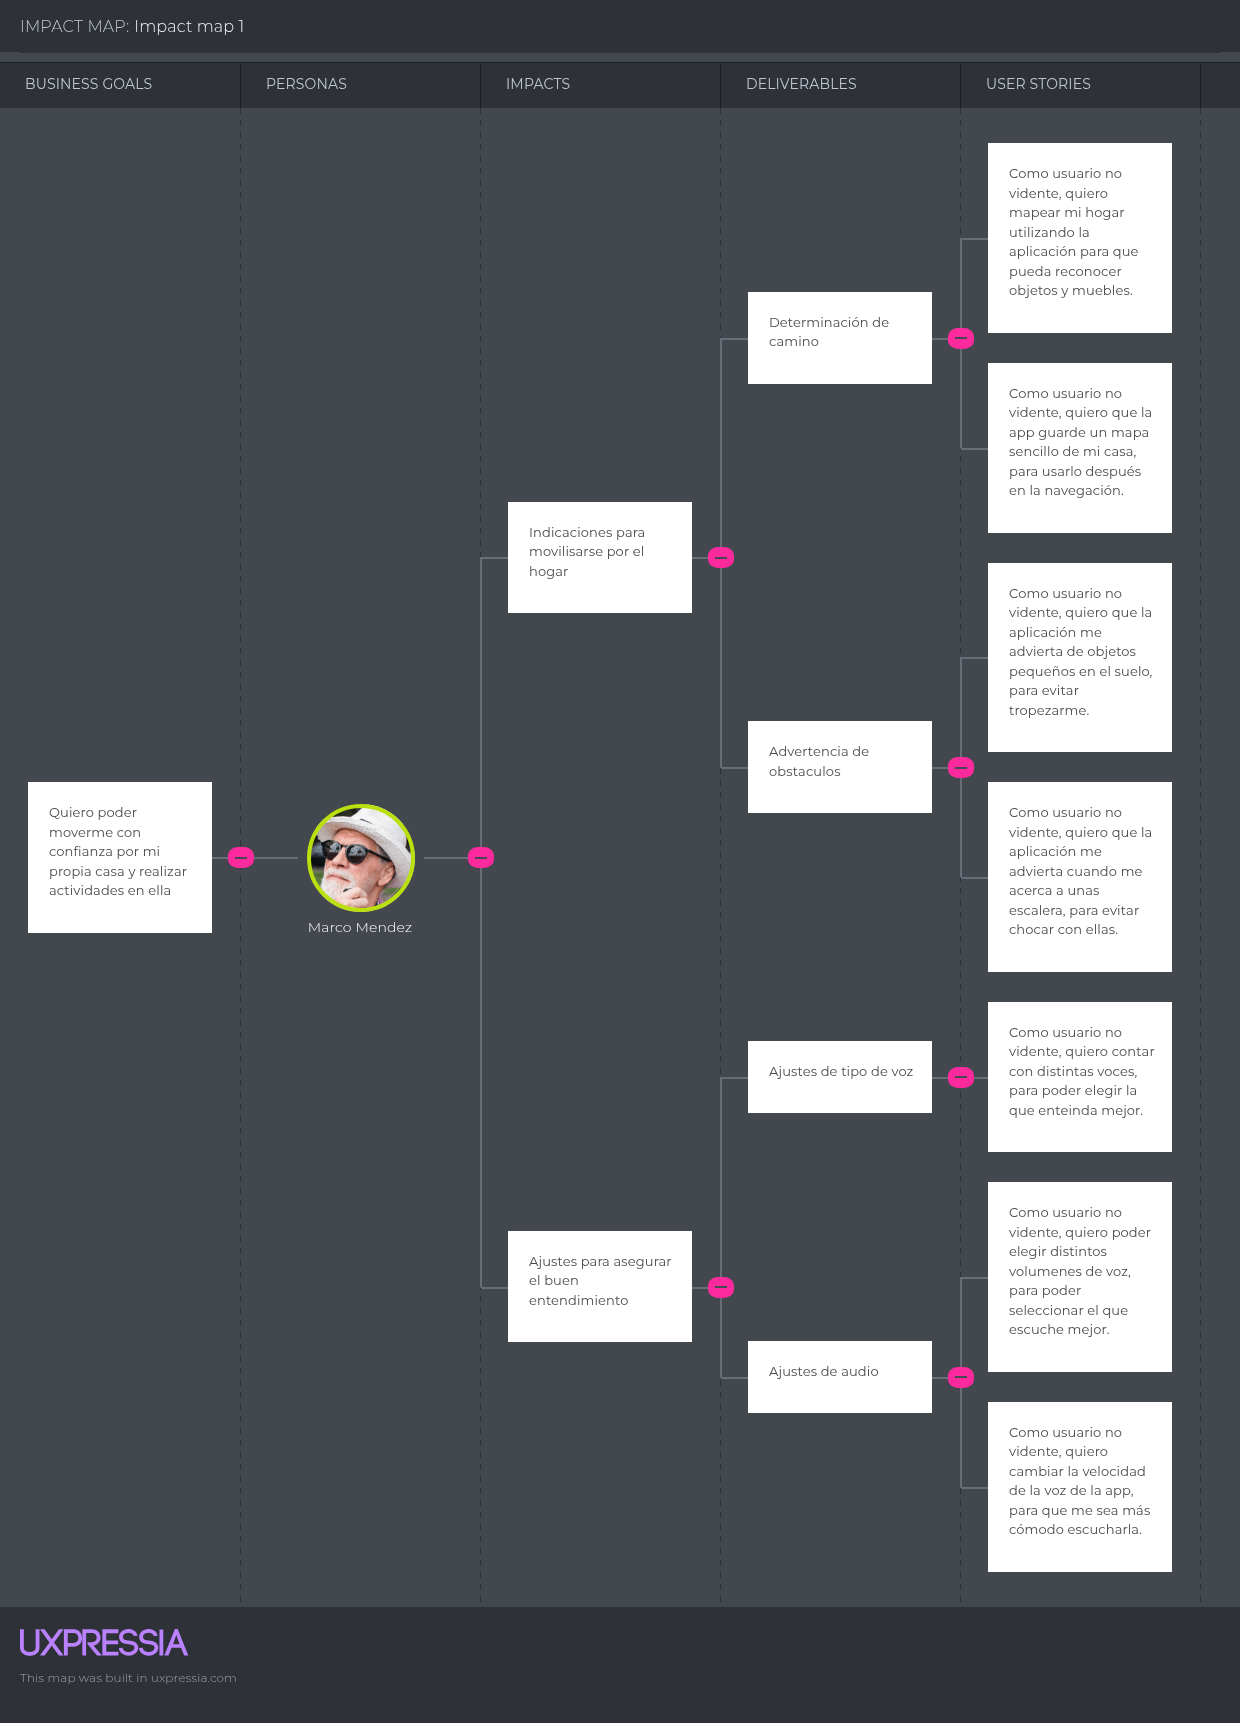 IMPACT MAP: Impact map 1
BUSINESS GOALS
PERSONAS
IMPACTS
DELIVERABLES
USER STORIES
Quiero poder
moverme con
confianza por mi
propia casa y realizar
actividades en ella
Marco Mendez
Indicaciones para
movilisarse por el
hogar
Determinación de
camino
Como usuario no
vidente, quiero
mapear mi hogar
utilizando la
aplicación para que
pueda reconocer
objetos y muebles.
Como usuario no
vidente, quiero que la
app guarde un mapa
sencillo de mi casa,
para usarlo después
en la navegación.
Advertencia de
obstaculos
Como usuario no
vidente, quiero que la
aplicación me
advierta de objetos
pequeños en el suelo,
para evitar
tropezarme.
Como usuario no
vidente, quiero que la
aplicación me
advierta cuando me
acerca a unas
escalera, para evitar
chocar con ellas.
Ajustes para asegurar
el buen
entendimiento
Ajustes de tipo de voz
Como usuario no
vidente, quiero contar
con distintas voces,
para poder elegir la
que enteinda mejor.
Ajustes de audio
Como usuario no
vidente, quiero poder
elegir distintos
volumenes de voz,
para poder
seleccionar el que
escuche mejor.
Como usuario no
vidente, quiero
cambiar la velocidad
de la voz de la app,
para que me sea más
cómodo escucharla.
UXPRESSIA
This map was built in uxpressia.com